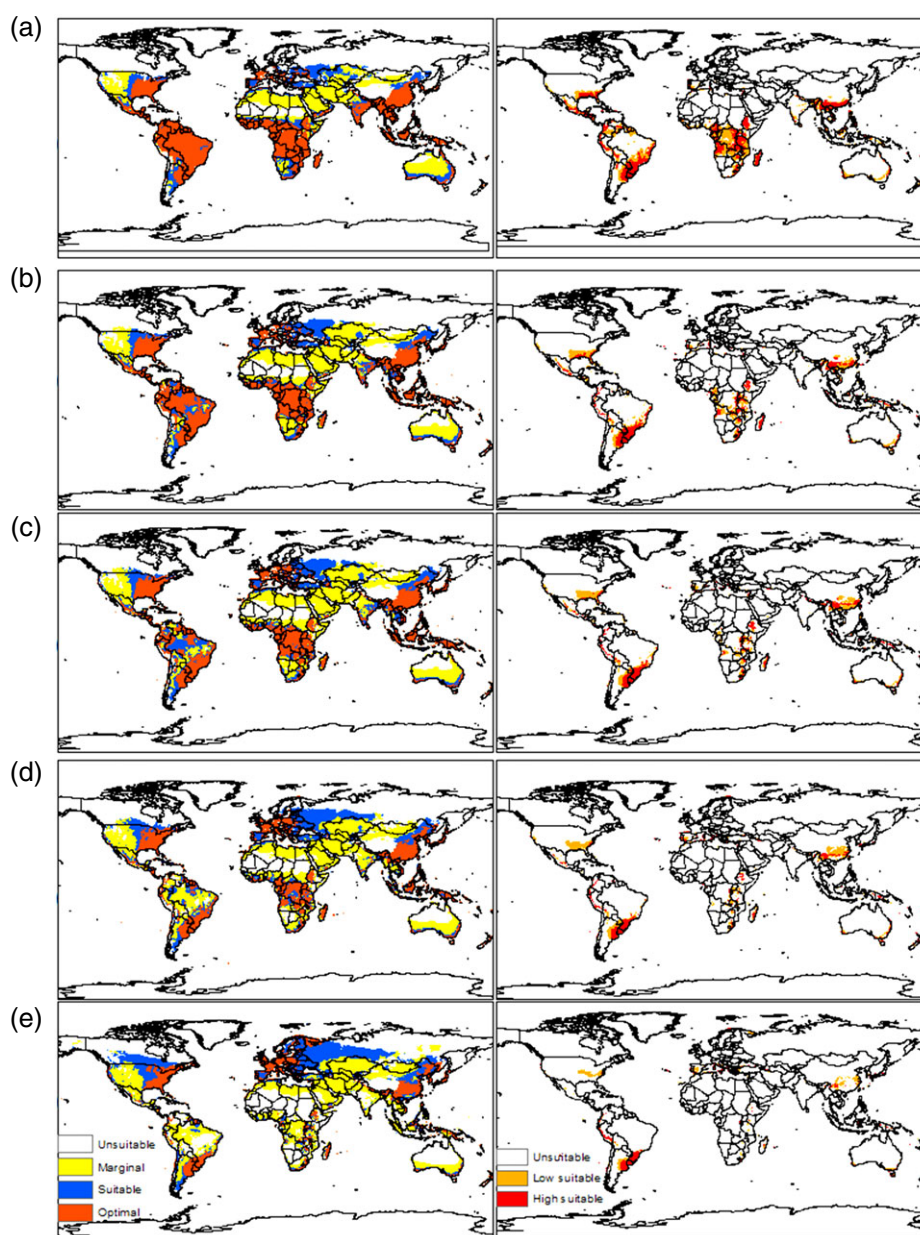 (a)
(b)
(c)
(d)
(e)
Unsuitable
Marginal
Suitable
Optimal
Unsuitable
Low suitable
High suitable